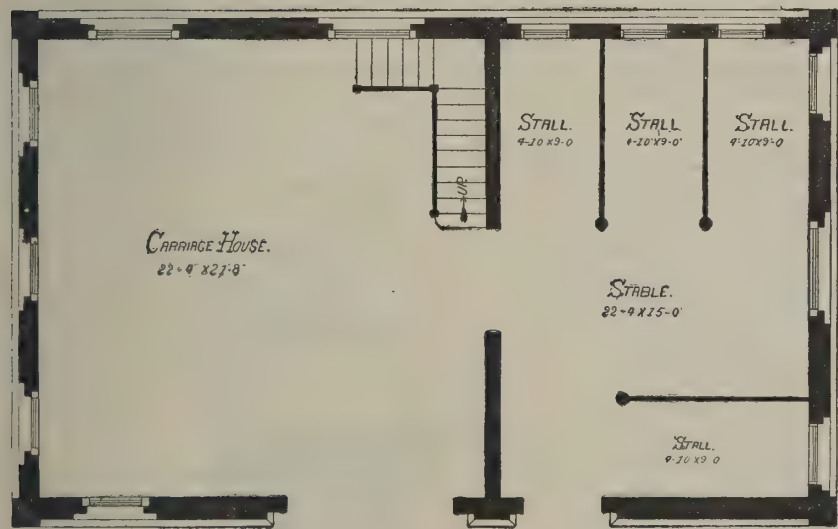 STALL.
4-10 X 9-0
STALL
4-10 X 9-0
STALL.
4-10 X 9-0
UP.
CARRIAGE HOUSE.
22-4 X 21-8
STABLE.
22-4 X 15-0
STALL.
4-10 X 9-0